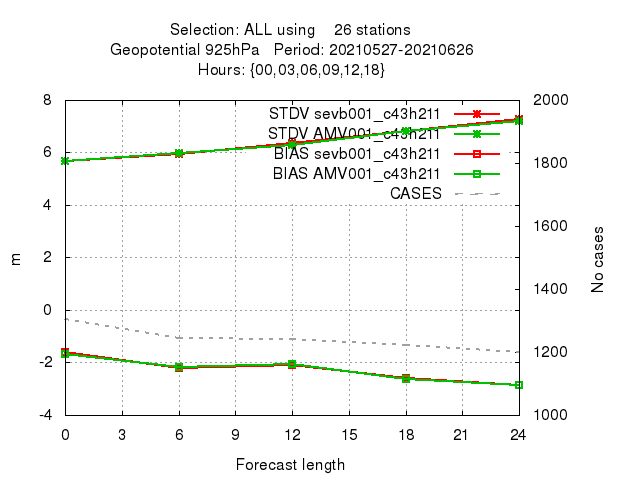 Selection: ALL using 26 stations
Geopotential 925hPa Period: 20210527-20210626
Hours: {00,03,06,09,12,18}
STDV sevb001_c43h211
STDV AMV001_c43h211
BIAS sevb001_c43h211
BIAS AMV001_c43h211
CASES
8
6
4
2
0
-2
-4
m
2000
1800
1600
1400
1200
1000
No cases
0 3 6 9 12 15 18 21 24
Forecast length